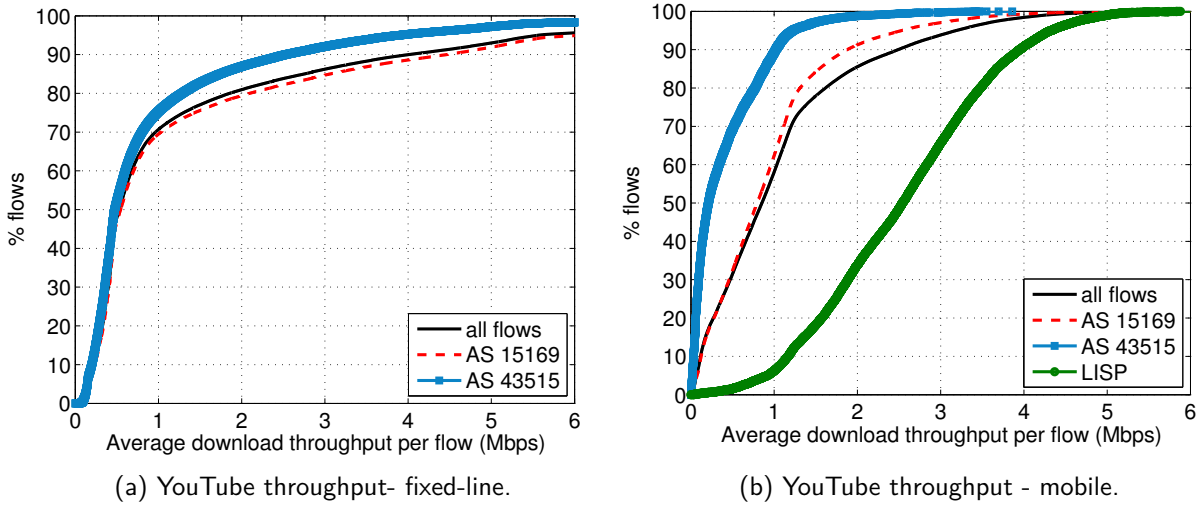 100
90
80
70
60
50
40
30
20
10
0
% flows
0 1 2 3 4 5 6
Average download throughput per flow (Mbps)
all flows
AS 15169
AS 43515
(a) YouTube throughput- fixed-line.
100
90
80
70
60
50
40
30
20
10
0
% flows
0 1 2 3 4 5 6
Average download throughput per flow (Mbps)
all flows
AS 15169
AS 43515
LISP
(b) YouTube throughput - mobile.